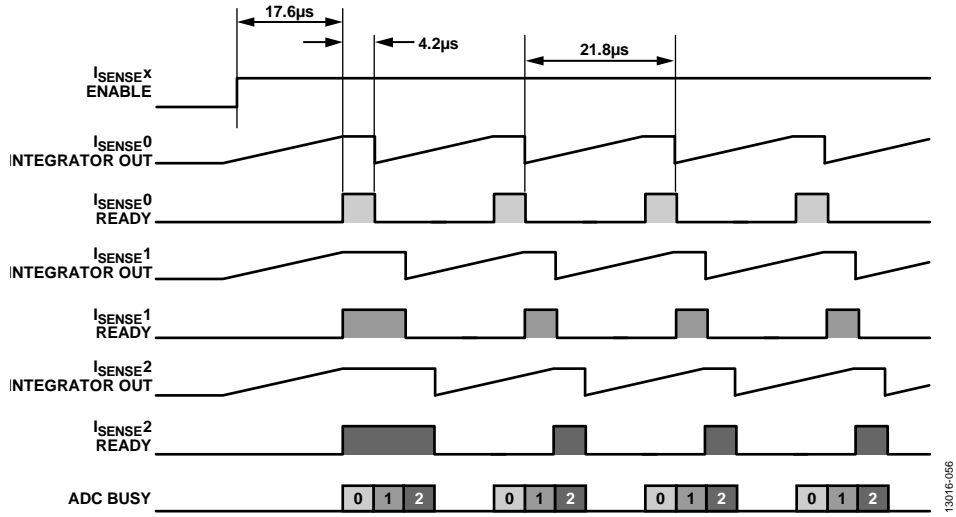 17.6µs
4.2µs
21.8µs
ISENSEx
ENABLE
ISENSE0
INTEGRATOR OUT
ISENSE0
READY
ISENSE1
INTEGRATOR OUT
ISENSE1
READY
ISENSE2
INTEGRATOR OUT
ISENSE2
READY
ADC BUSY
0 1 2
0 1 2
0 1 2
0 1 2
13016-056